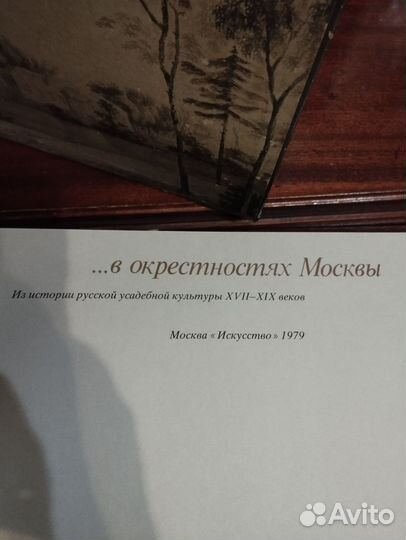 ...в окрестностях Москвы
Из истории русской усадебной культуры XVII–XIX веков
Москва «Искусство» 1979
Avito